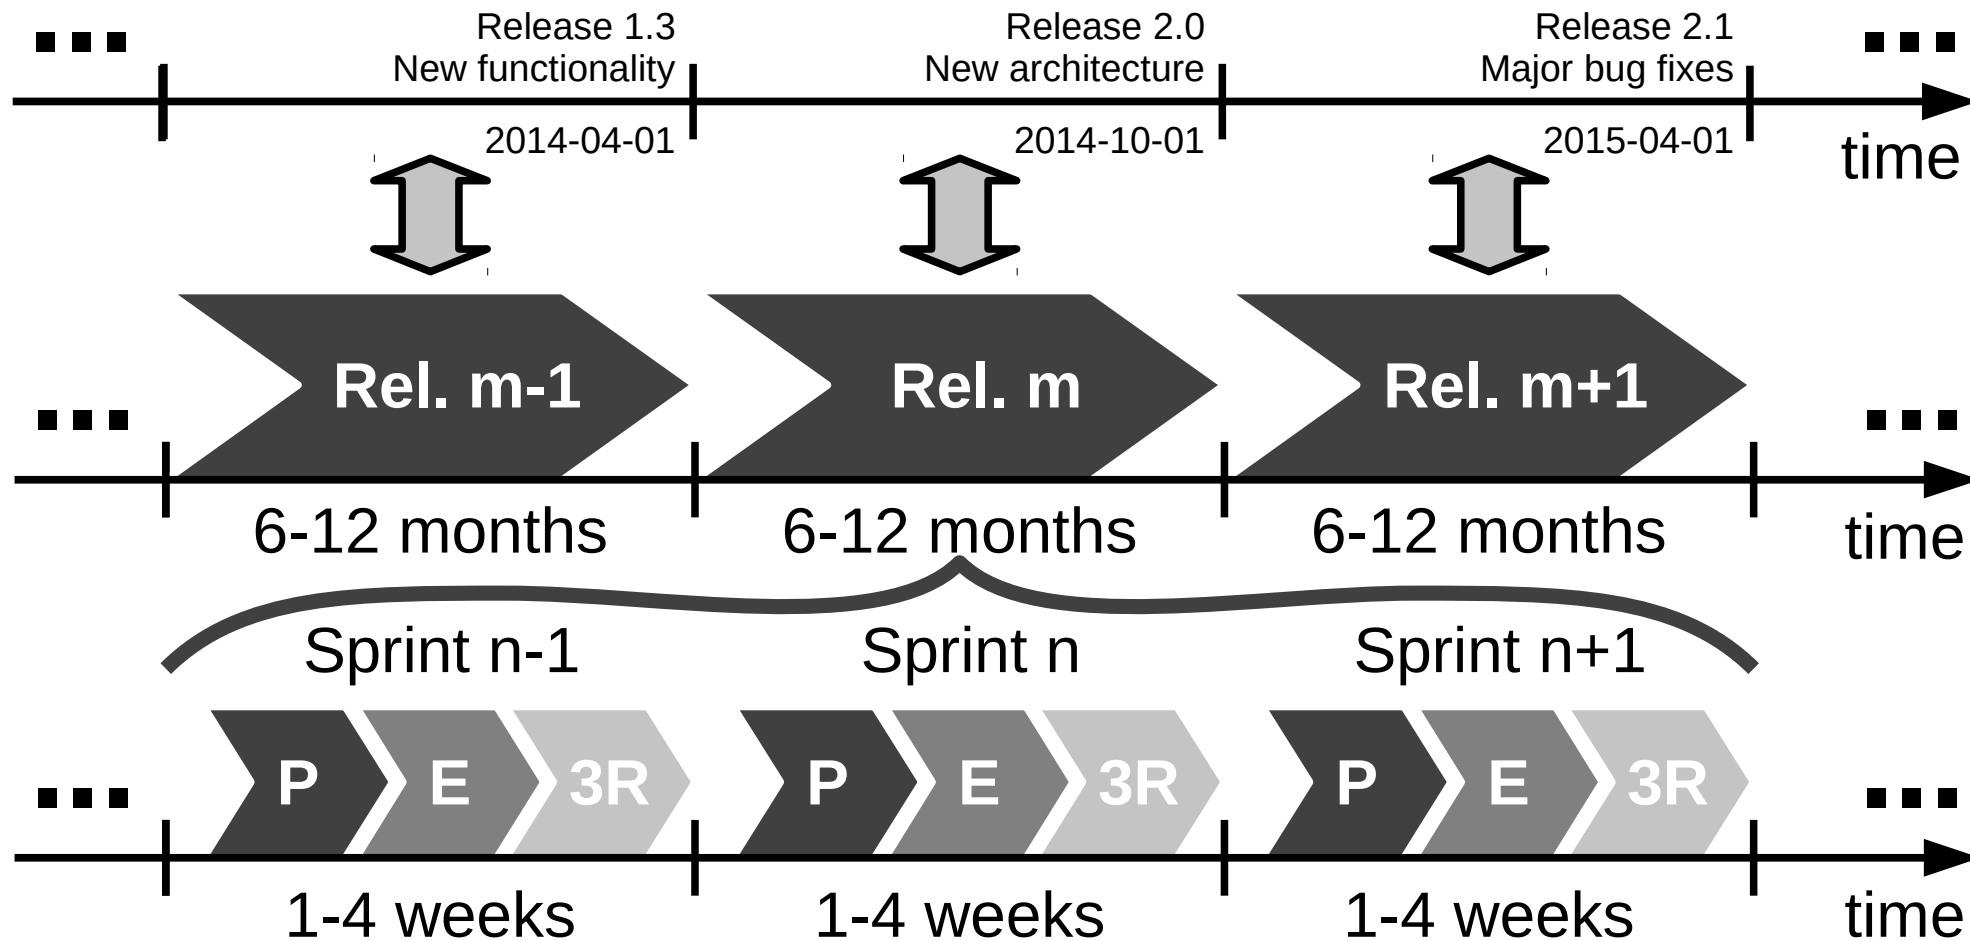 Release 1.3
New functionality
2014-04-01
Release 2.0
New architecture
2014-10-01
Release 2.1
Major bug fixes
2015-04-01
time
Rel. m-1
Rel. m
Rel. m+1
6-12 months
6-12 months
6-12 months
time
Sprint n-1
Sprint n
Sprint n+1
P E 3R
P E 3R
P E 3R
1-4 weeks
1-4 weeks
1-4 weeks
time